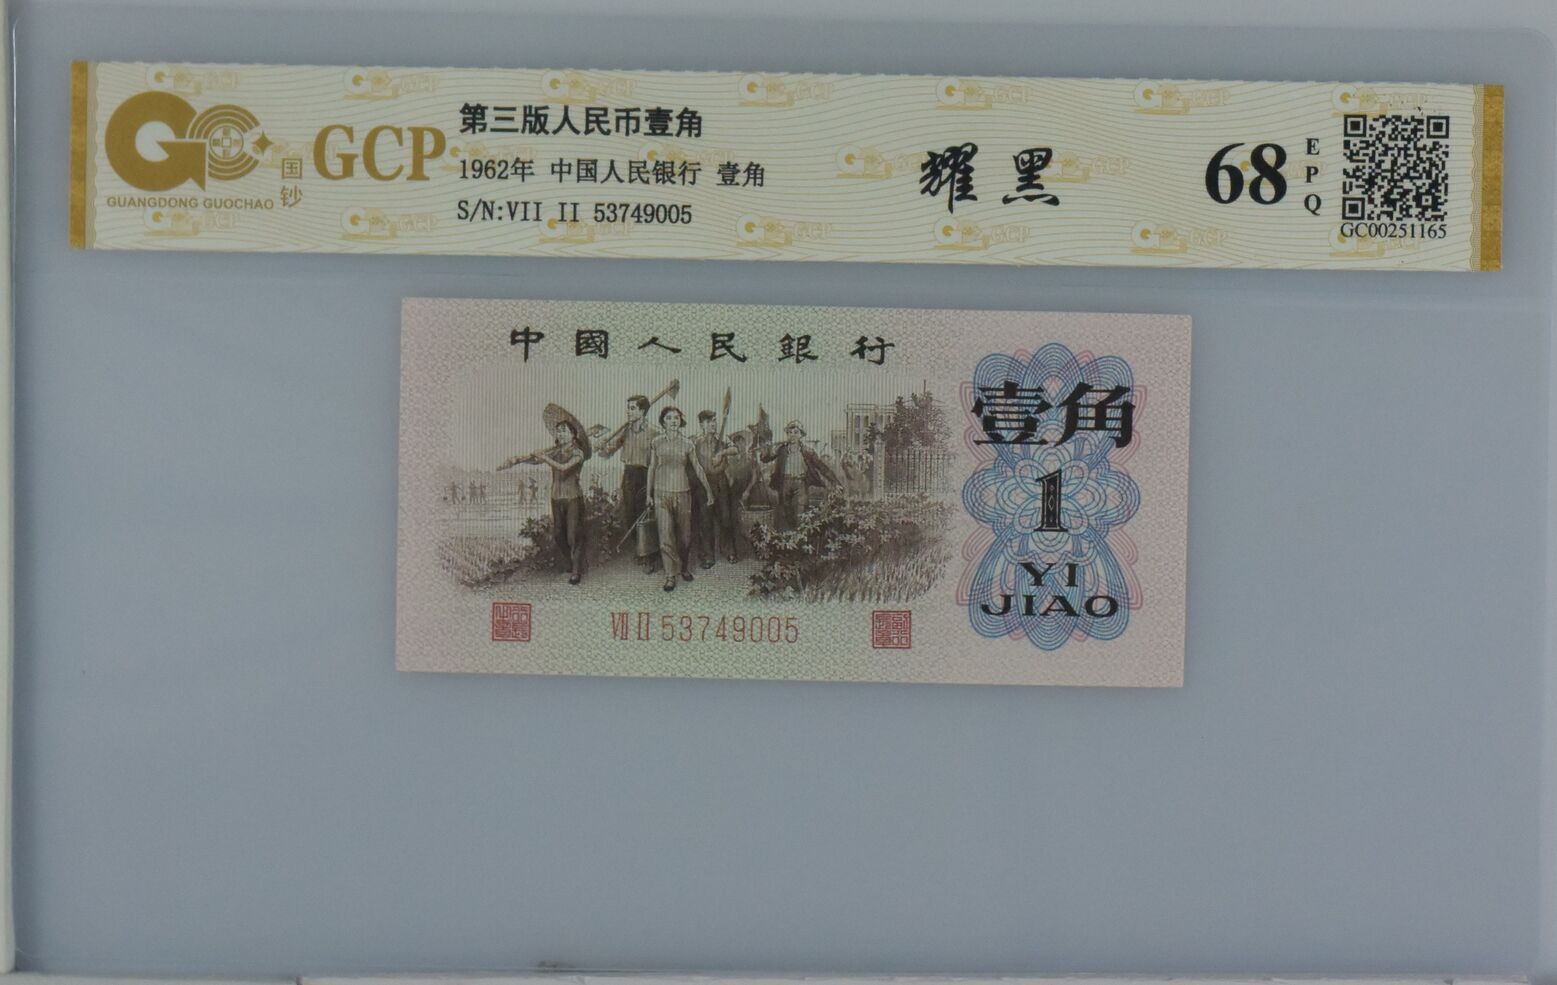 GCP
国钞
GUANGDONG GUOCHAO
第三版人民币壹角
1962年 中国人民银行 壹角
S/N:VII II 53749005
耀黑
68
EPQ
GC00251165
中國人民銀行
壹角
1
YI
JIAO
VII II 53749005